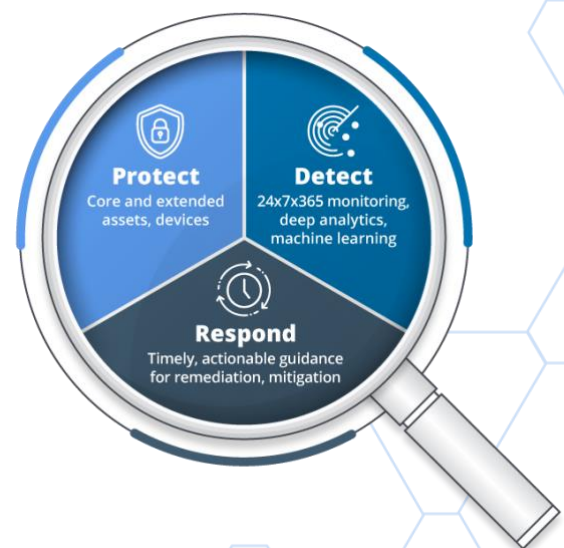 Protect
Core and extended
assets, devices
Detect
24x7x365 monitoring,
deep analytics,
machine learning
Respond
Timely, actionable guidance
for remediation, mitigation